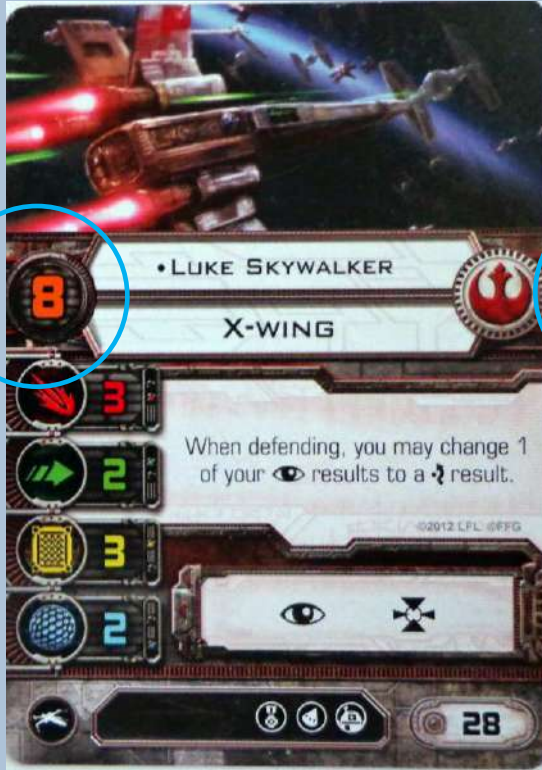 •LUKE SKYWALKER
8
X-WING
3
When defending, you may change 1
of your results to a result.
2
©2012 LFL ©FFG
3
2
28